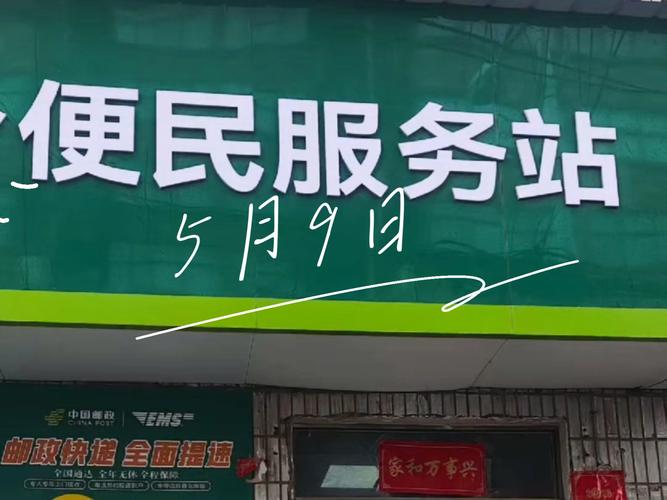 便民服务站
5月9日
中国邮政 EMS
CHINA POST
邮政快递 全面提速
全国通达 全年无休 全程保障
家和万事兴